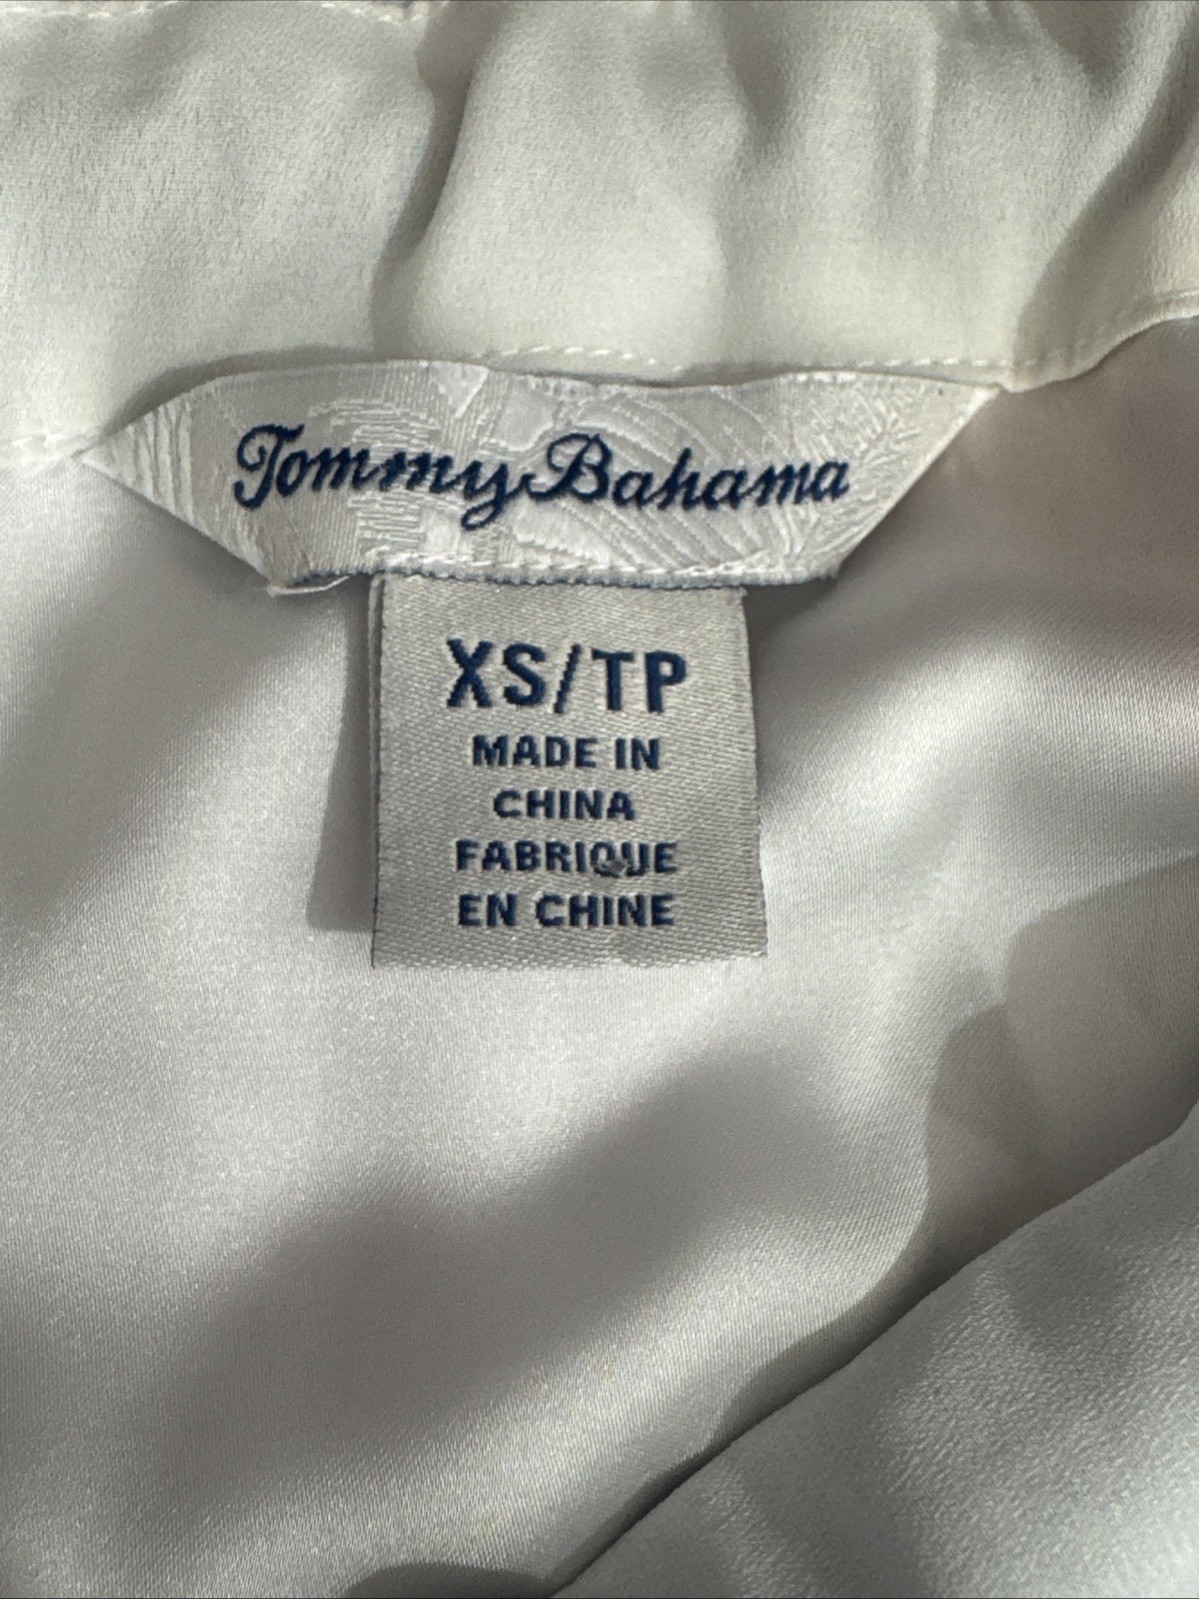 Tommy Bahama
XS/TP
MADE IN
CHINA
FABRIQUE
EN CHINE